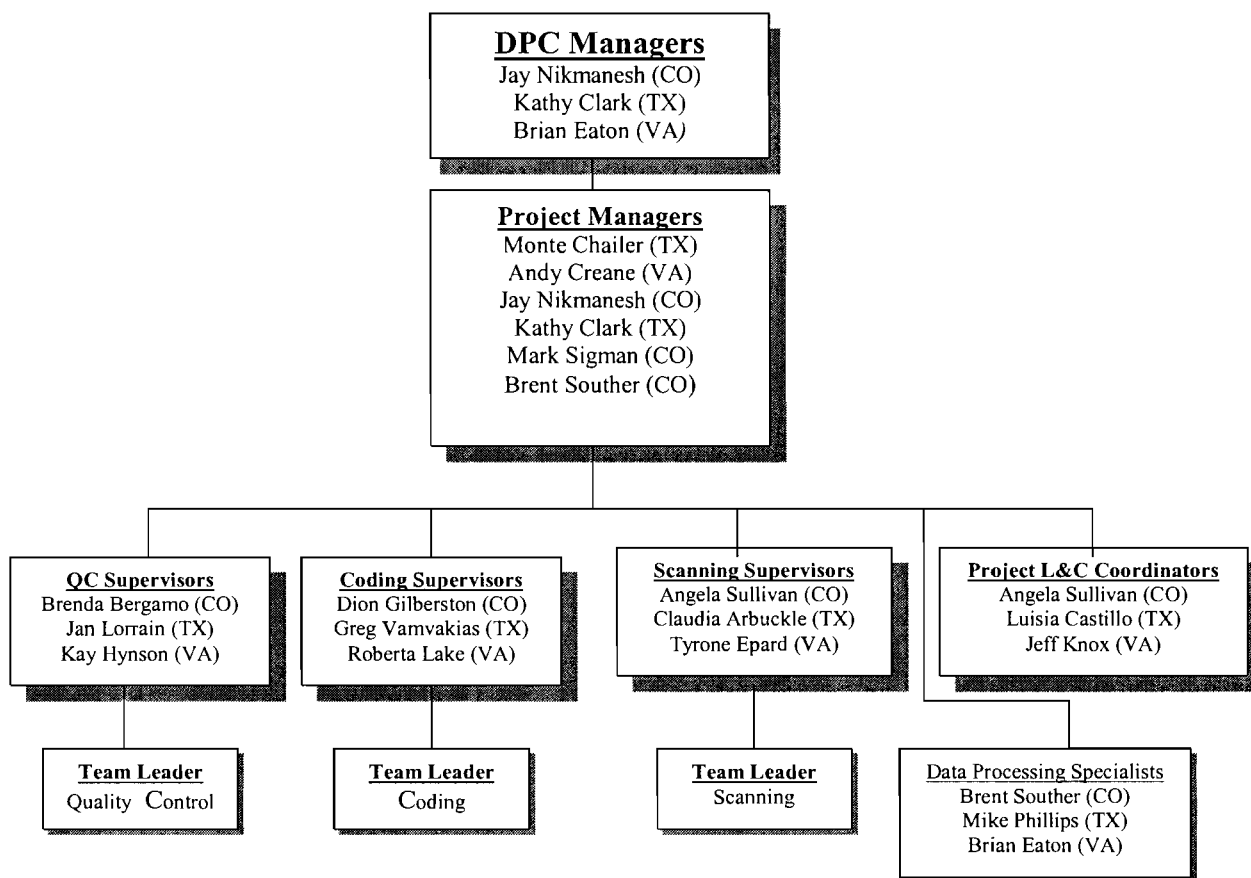 DPC Managers
Jay Nikmanesh (CO)
Kathy Clark (TX)
Brian Eaton (VA)
Project Managers
Monte Chailer (TX)
Andy Creane (VA)
Jay Nikmanesh (CO)
Kathy Clark (TX)
Mark Sigman (CO)
Brent Souther (CO)
QC Supervisors
Brenda Bergamo (CO)
Jan Lorrain (TX)
Kay Hynson (VA)
Coding Supervisors
Dion Gilberston (CO)
Greg Vamvakias (TX)
Roberta Lake (VA)
Scanning Supervisors
Angela Sullivan (CO)
Claudia Arbuckle (TX)
Tyrone Epard (VA)
Project L&C Coordinators
Angela Sullivan (CO)
Luisia Castillo (TX)
Jeff Knox (VA)
Team Leader
Quality Control
Team Leader
Coding
Team Leader
Scanning
Data Processing Specialists
Brent Souther (CO)
Mike Phillips (TX)
Brian Eaton (VA)